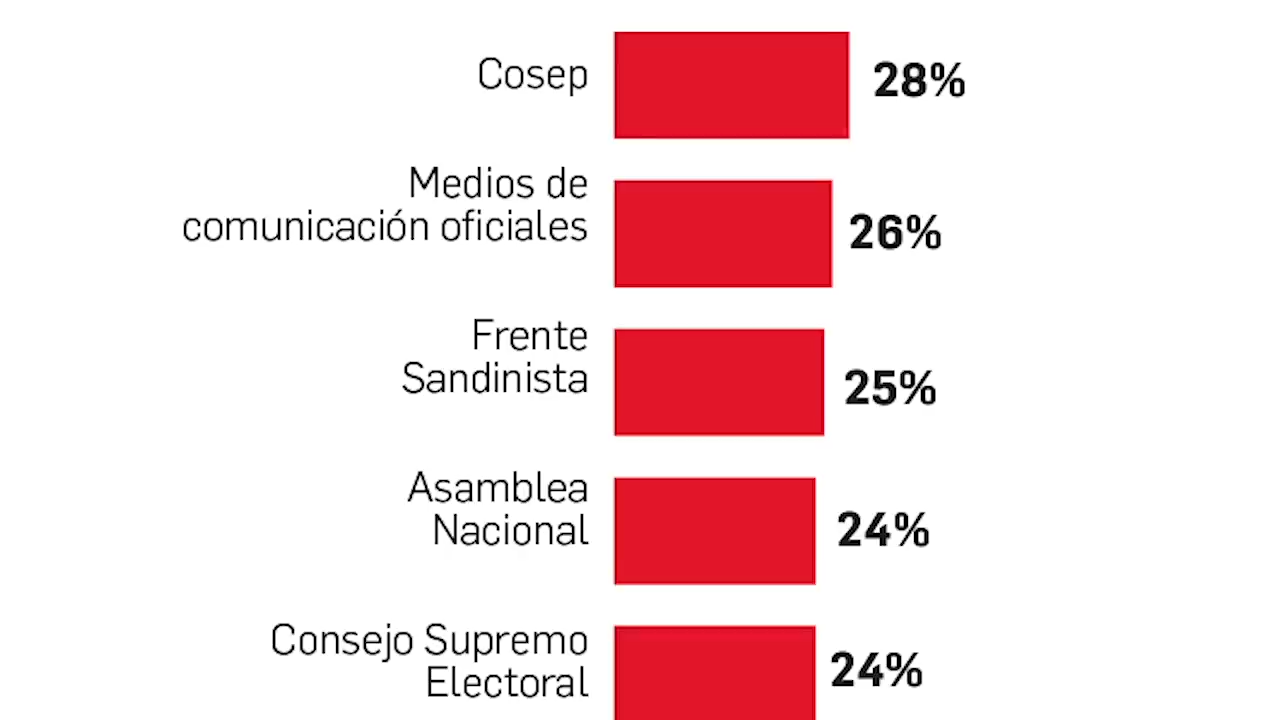 Cosep
28%
Medios de
comunicación oficiales
26%
Frente
Sandinista
25%
Asamblea
Nacional
24%
Consejo Supremo
Electoral
24%